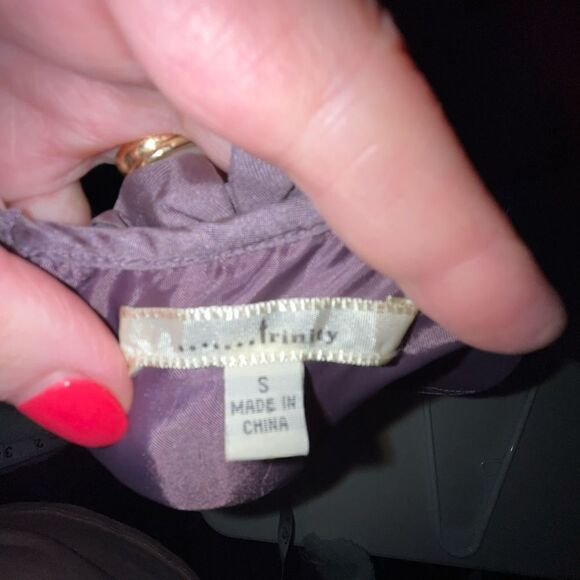 ........trinity
S
MADE IN
CHINA